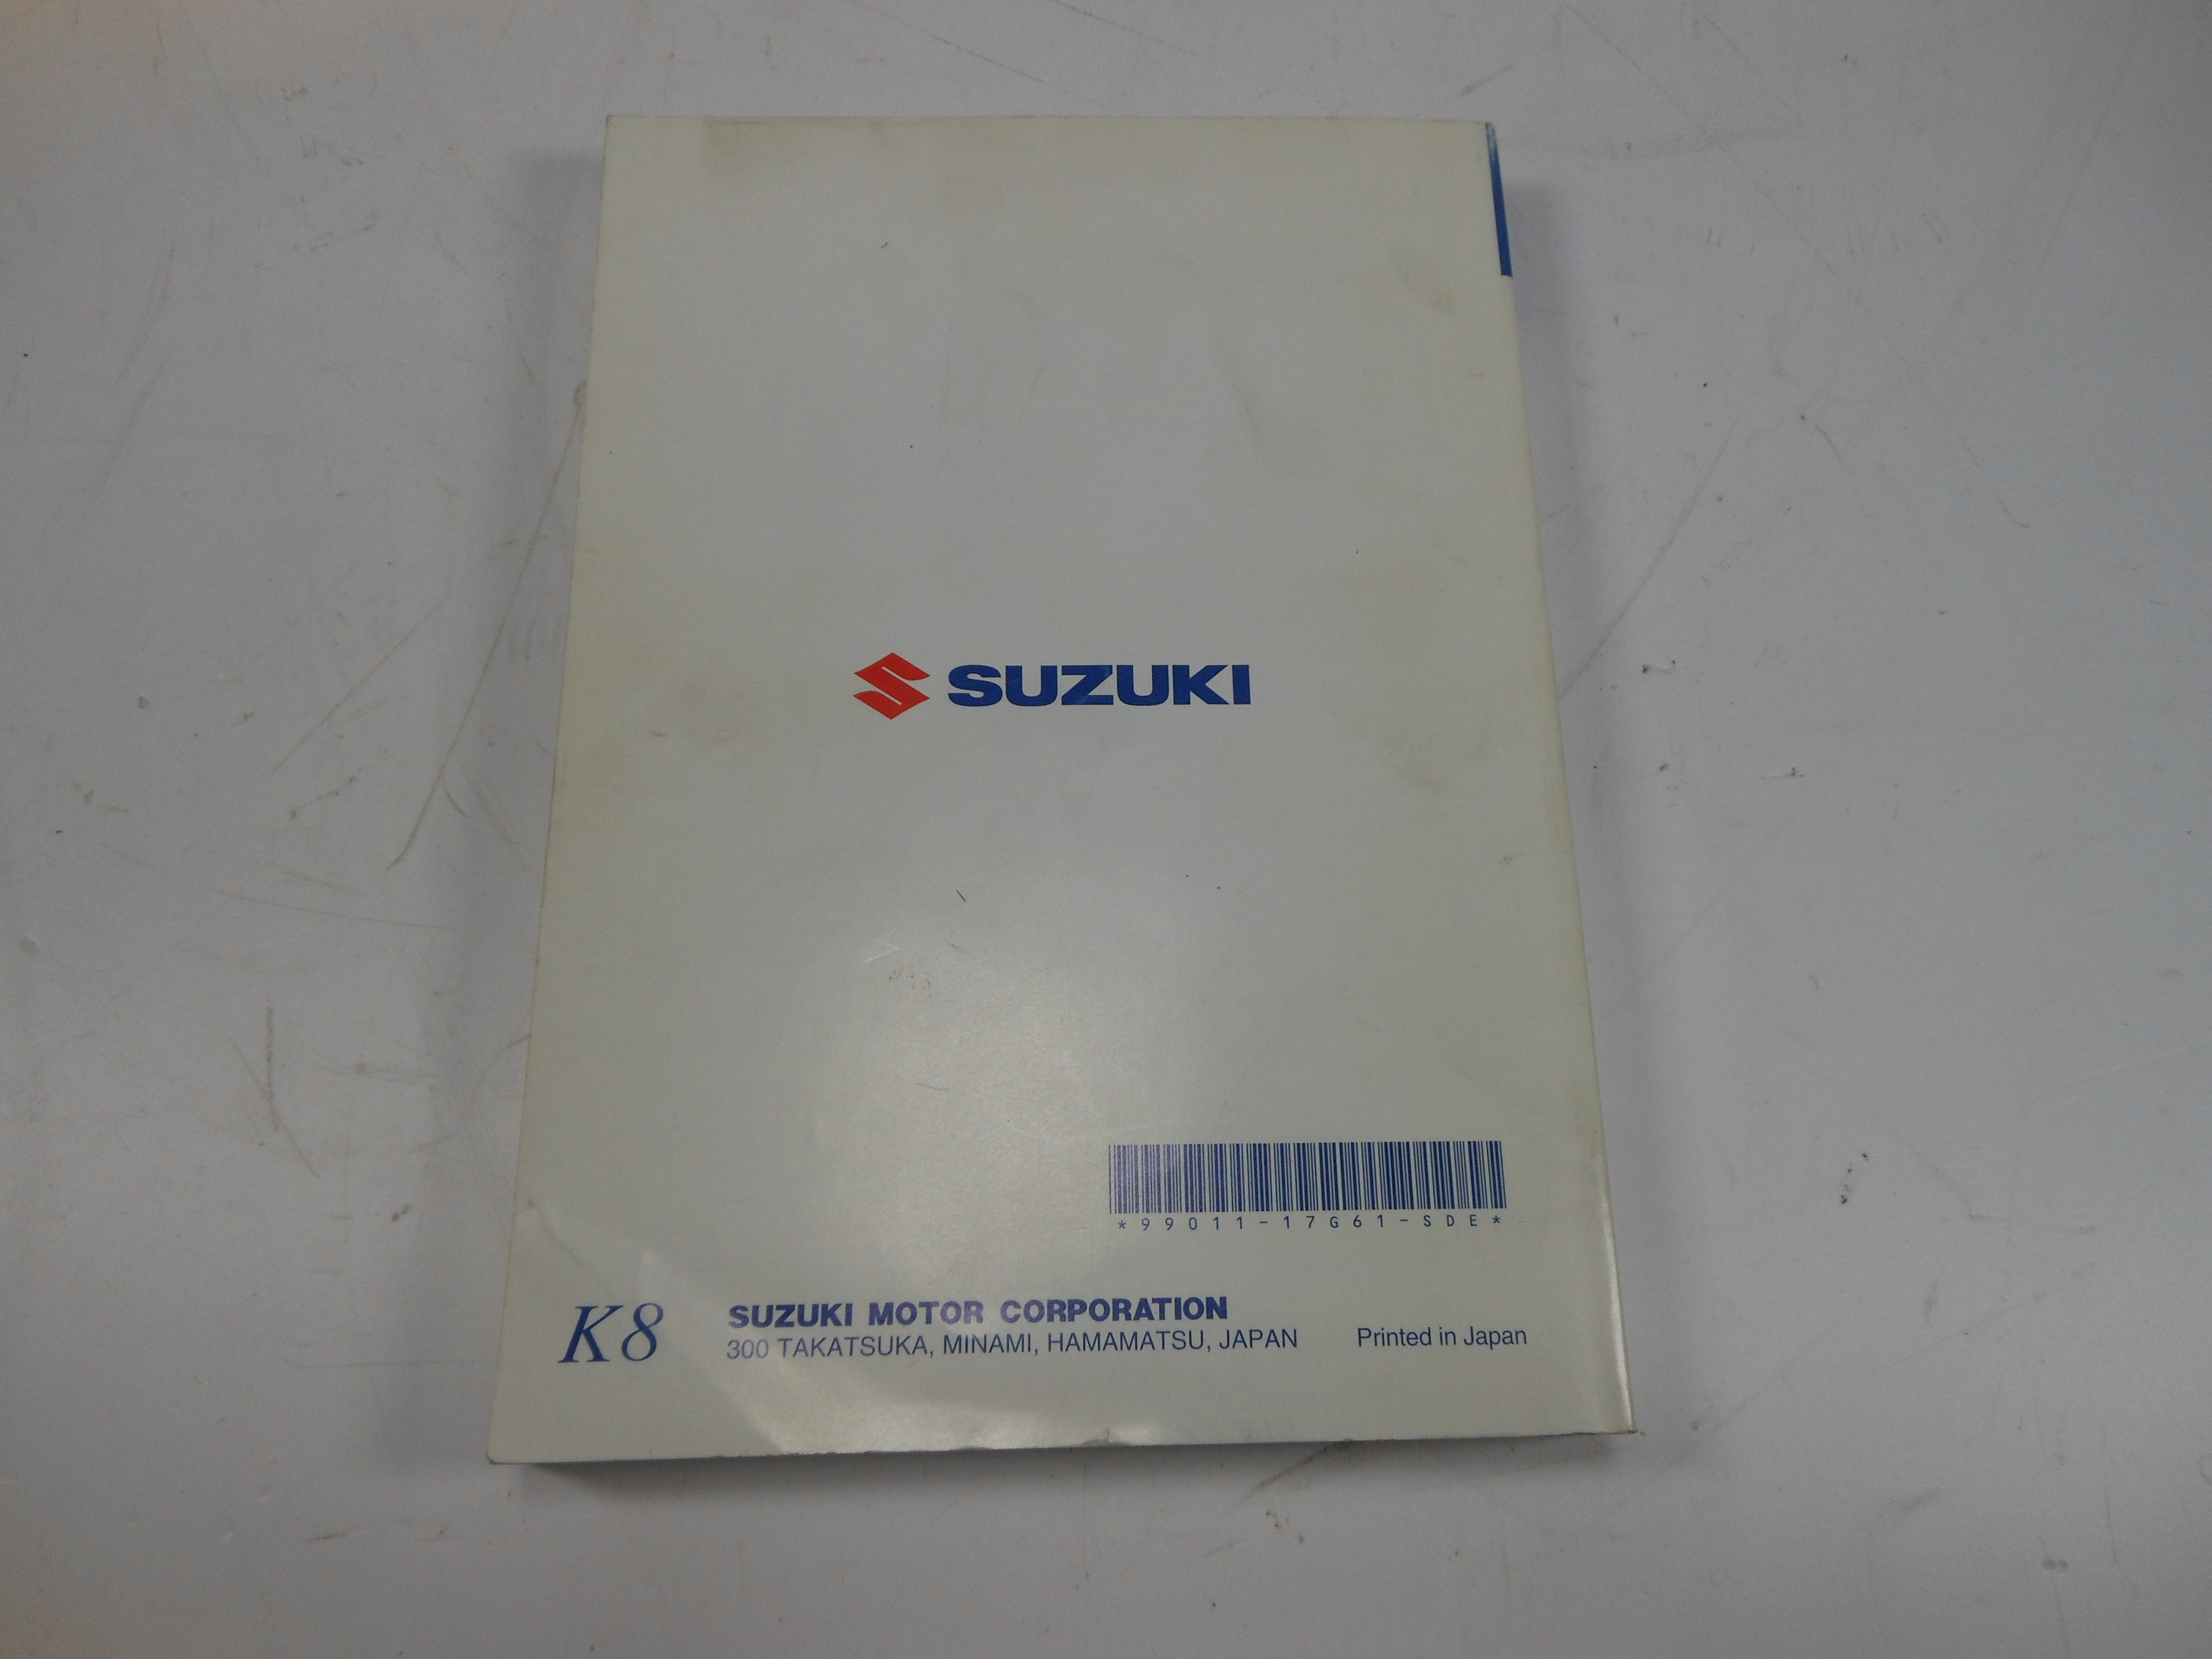 SUZUKI
*99011-17G61-SDE*
K8
SUZUKI MOTOR CORPORATION
300 TAKATSUKA, MINAMI, HAMAMATSU, JAPAN
Printed in Japan